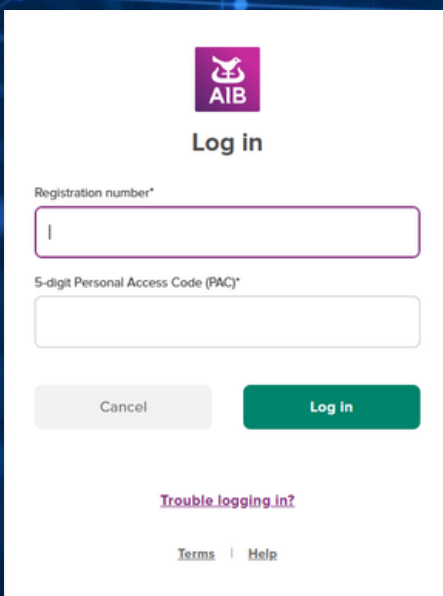 AIB
Log in
Registration number*
5-digit Personal Access Code (PAC)*
Cancel
Log in
Trouble logging in?
Terms | Help